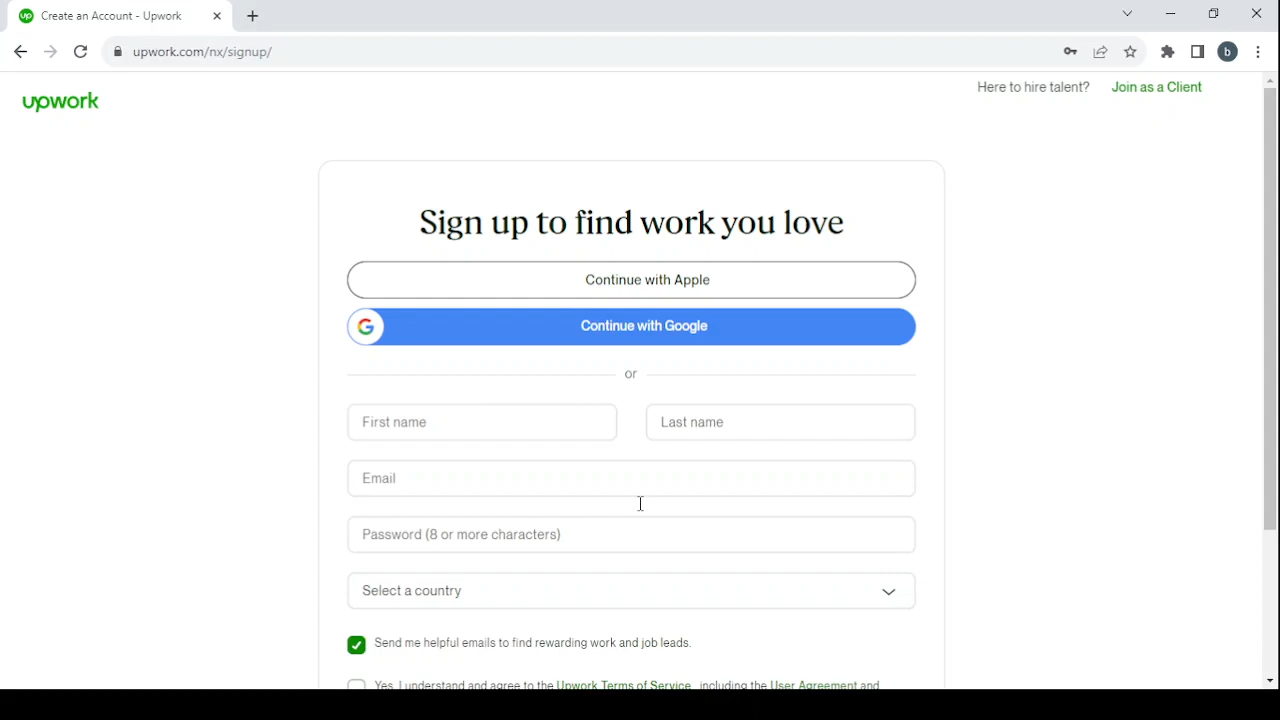 up Create an Account - Upwork
upwork.com/nx/signup/
b
upwork
Here to hire talent? Join as a Client
Sign up to find work you love
Continue with Apple
G Continue with Google
or
First name Last name
Email
Password (8 or more characters)
Select a country
Send me helpful emails to find rewarding work and job leads.
Yes, I understand and agree to the Upwork Terms of Service, including the User Agreement and